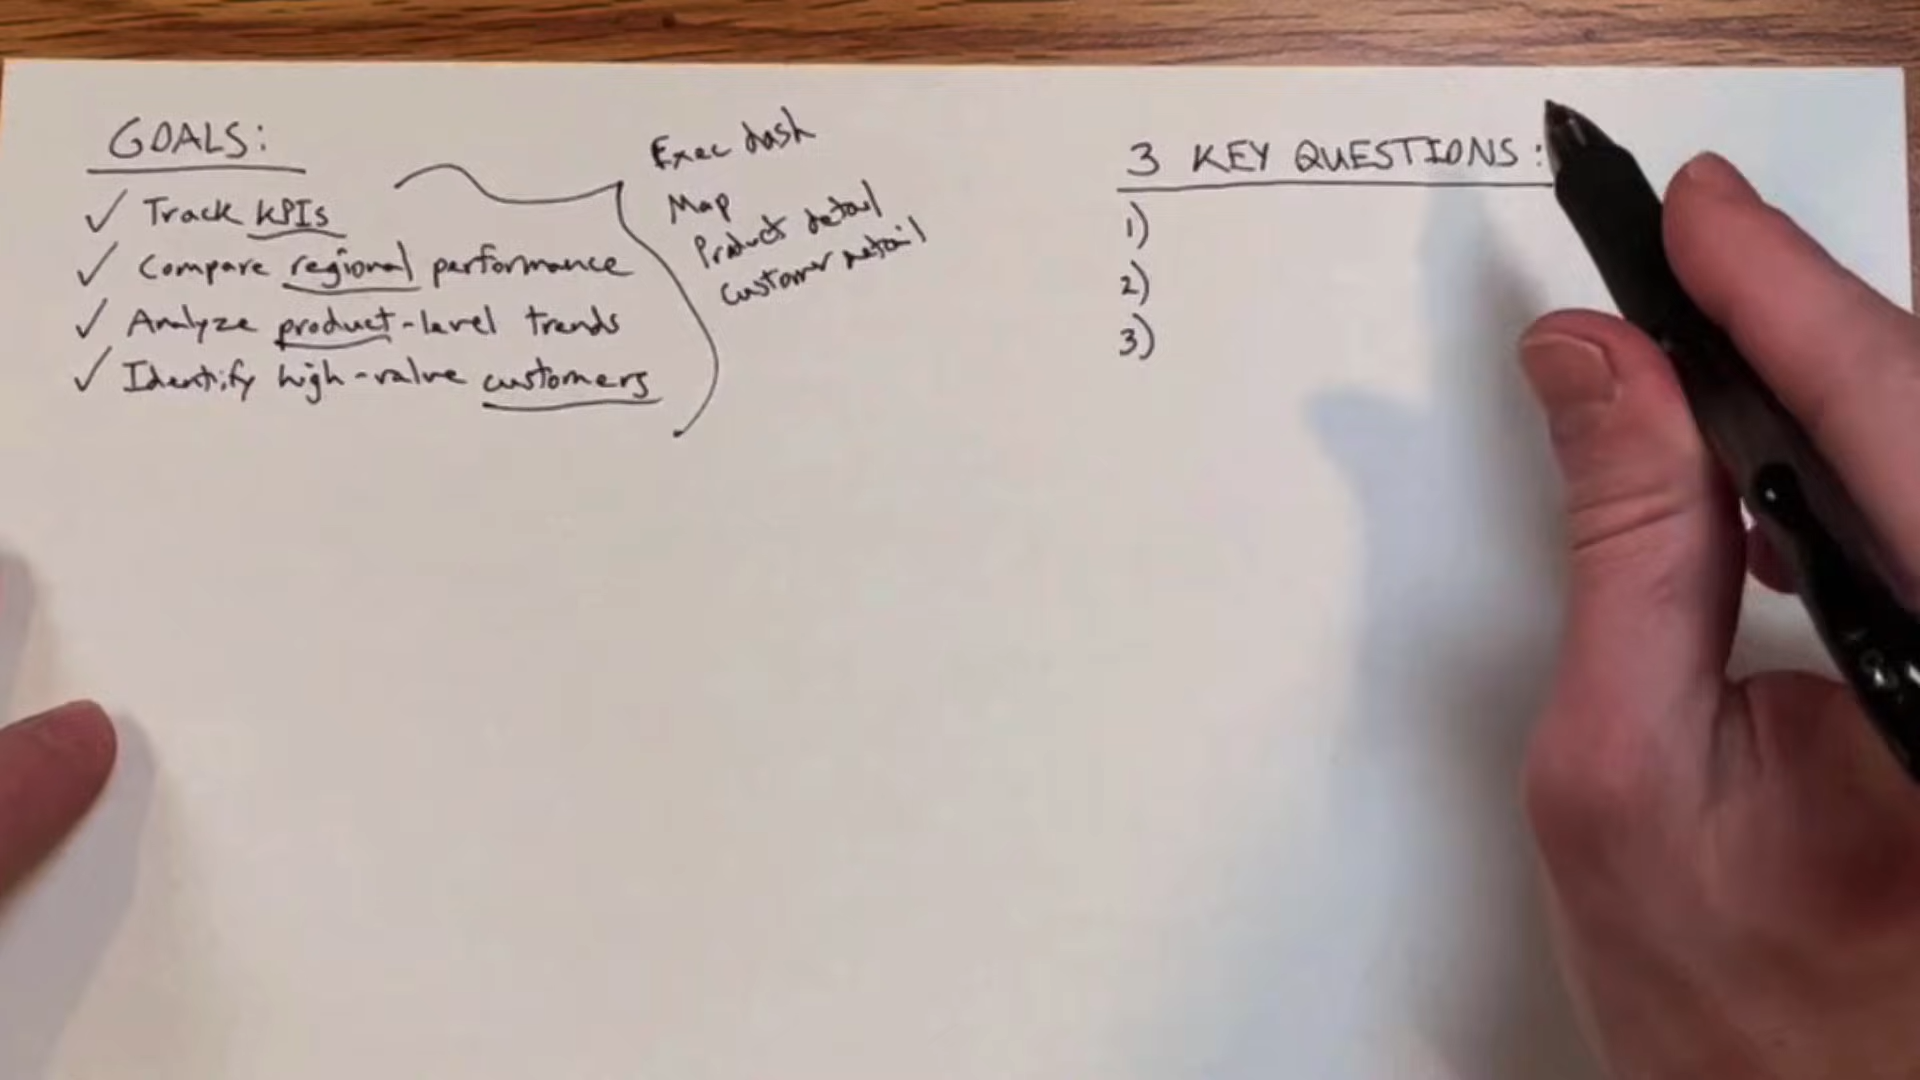 GOALS:
✓ Track KPIs
✓ Compare regional performance
✓ Analyze product-level trends
✓ Identify high-value customers
Exec dash
Map
Product detail
Customer detail
3 KEY QUESTIONS:
1)
2)
3)